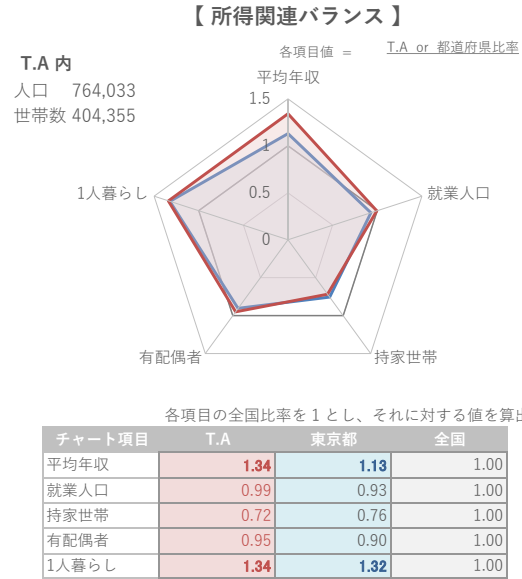 【 所得関連バランス 】
各項目値 ＝ T.A or 都道府県比率
T.A 内
人口 764,033
世帯数 404,355
平均年収
1.5
1
0.5
0
1人暮らし
就業人口
有配偶者
持家世帯
各項目の全国比率を１とし、それに対する値を算出
チャート項目 T.A 東京都 全国
平均年収 1.34 1.13 1.00
就業人口 0.99 0.93 1.00
持家世帯 0.72 0.76 1.00
有配偶者 0.95 0.90 1.00
1人暮らし 1.34 1.32 1.00